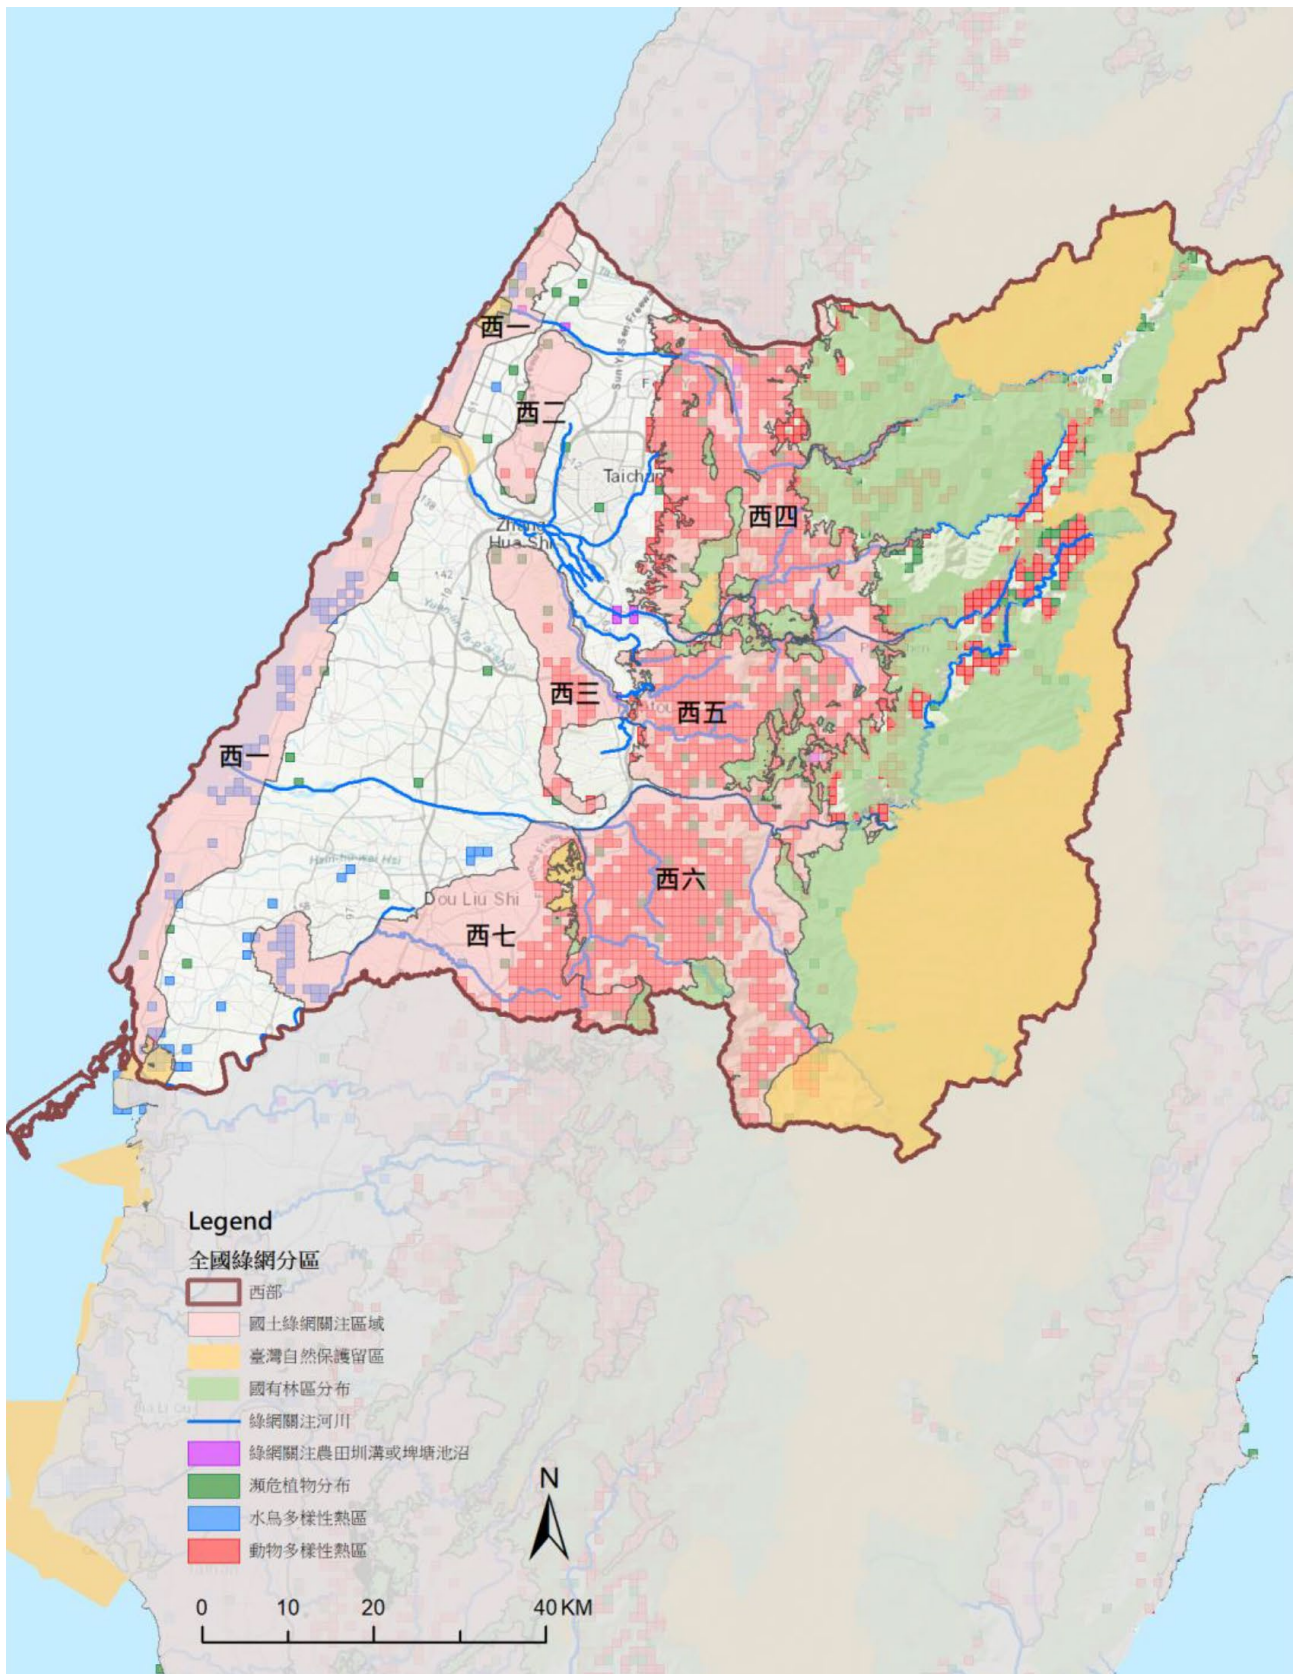 西一
西二
Taichun
西四
Zhang
Hua Shi
138
142
西三
西五
西一
西六
Dou Liu Shi
西七
Legend
全國綠網分區
西部
國土綠網關注區域
臺灣自然保護留區
國有林區分布
綠網關注河川
綠網關注農田圳溝或埤塘池沼
瀕危植物分布
水鳥多樣性熱區
動物多樣性熱區
N
0 10 20 40 KM